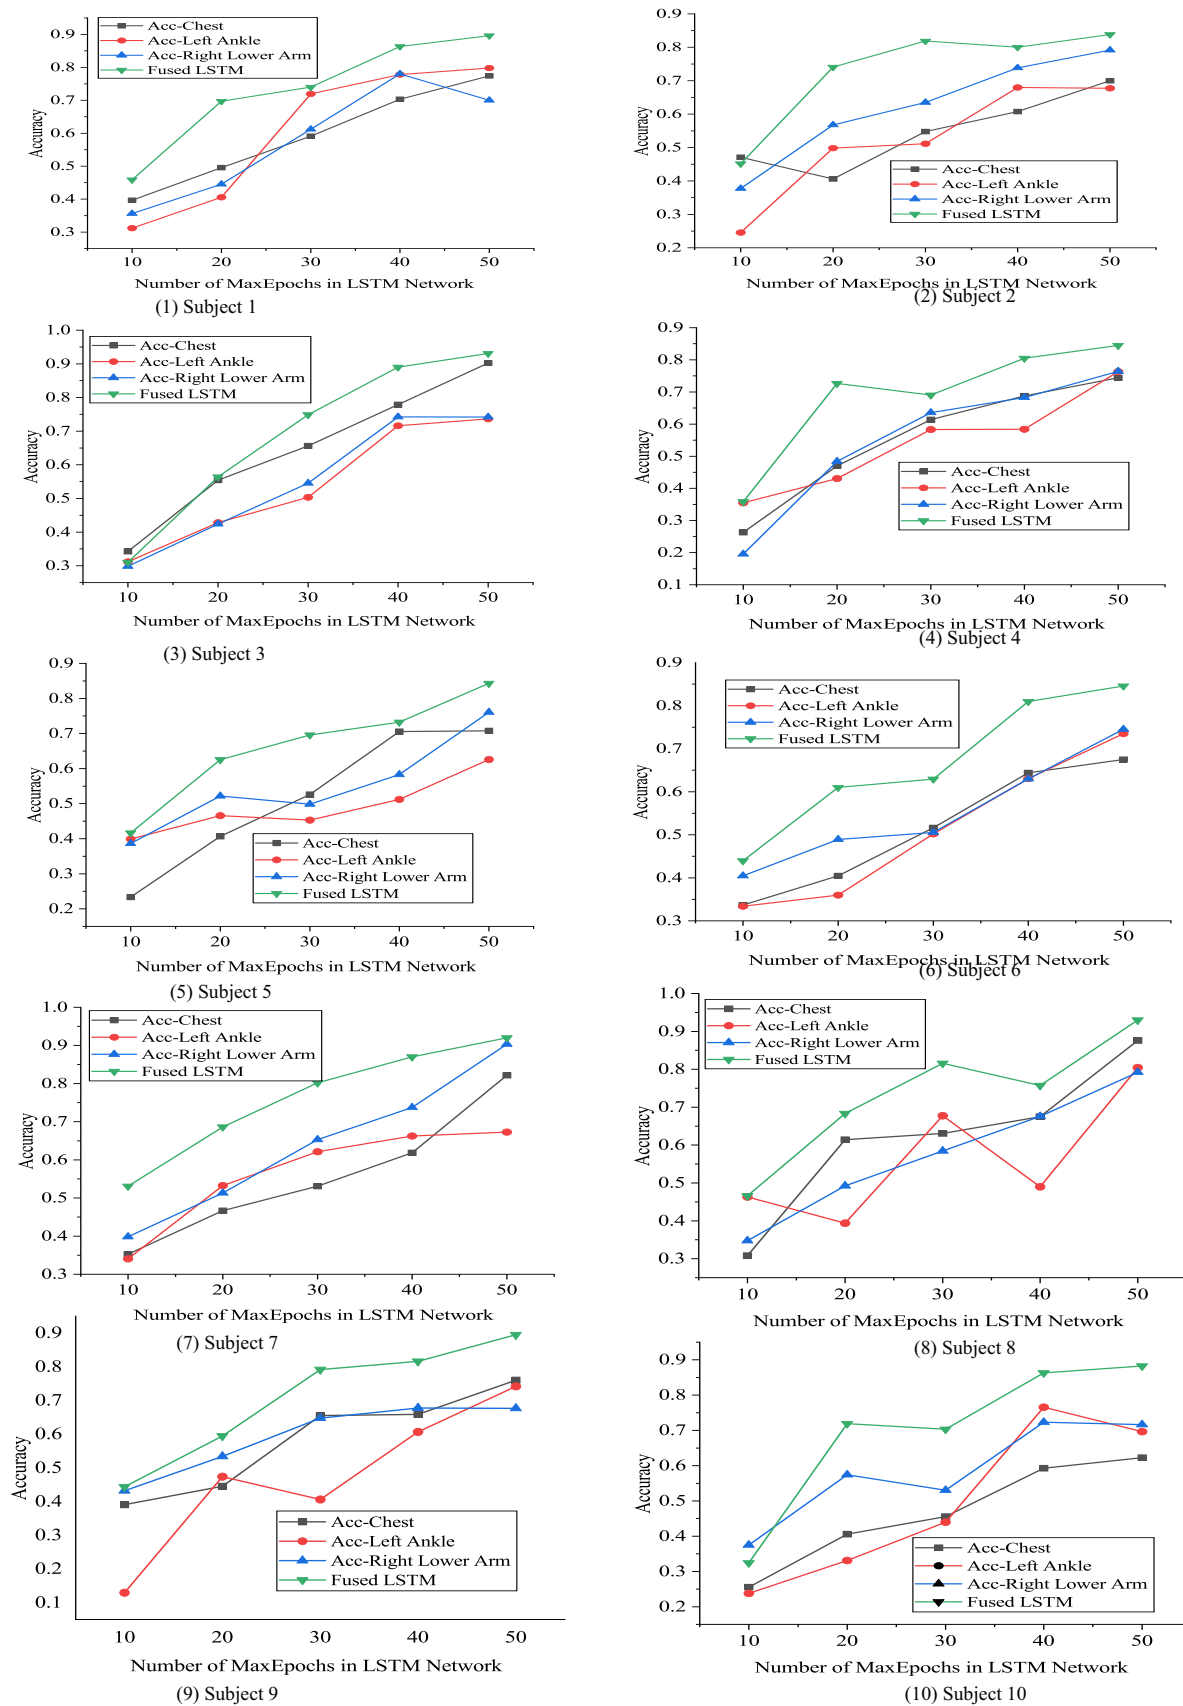 Acc-Chest
Acc-Left Ankle
Acc-Right Lower Arm
Fused LSTM
Accuracy
0.9
0.8
0.7
0.6
0.5
0.4
0.3
10 20 30 40 50
Number of MaxEpochs in LSTM Network
(1) Subject 1
Acc-Chest
Acc-Left Ankle
Acc-Right Lower Arm
Fused LSTM
Accuracy
0.9
0.8
0.7
0.6
0.5
0.4
0.3
0.2
10 20 30 40 50
Number of MaxEpochs in LSTM Network
(2) Subject 2
Acc-Chest
Acc-Left Ankle
Acc-Right Lower Arm
Fused LSTM
Accuracy
1.0
0.9
0.8
0.7
0.6
0.5
0.4
0.3
10 20 30 40 50
Number of MaxEpochs in LSTM Network
(3) Subject 3
Acc-Chest
Acc-Left Ankle
Acc-Right Lower Arm
Fused LSTM
Accuracy
0.9
0.8
0.7
0.6
0.5
0.4
0.3
0.2
0.1
10 20 30 40 50
Number of MaxEpochs in LSTM Network
(4) Subject 4
Acc-Chest
Acc-Left Ankle
Acc-Right Lower Arm
Fused LSTM
Accuracy
0.9
0.8
0.7
0.6
0.5
0.4
0.3
0.2
10 20 30 40 50
Number of MaxEpochs in LSTM Network
(5) Subject 5
Acc-Chest
Acc-Left Ankle
Acc-Right Lower Arm
Fused LSTM
Accuracy
0.9
0.8
0.7
0.6
0.5
0.4
0.3
10 20 30 40 50
Number of MaxEpochs in LSTM Network
(6) Subject 6
Acc-Chest
Acc-Left Ankle
Acc-Right Lower Arm
Fused LSTM
Accuracy
1.0
0.9
0.8
0.7
0.6
0.5
0.4
0.3
10 20 30 40 50
Number of MaxEpochs in LSTM Network
(7) Subject 7
Acc-Chest
Acc-Left Ankle
Acc-Right Lower Arm
Fused LSTM
Accuracy
1.0
0.9
0.8
0.7
0.6
0.5
0.4
0.3
10 20 30 40 50
Number of MaxEpochs in LSTM Network
(8) Subject 8
Acc-Chest
Acc-Left Ankle
Acc-Right Lower Arm
Fused LSTM
Accuracy
0.9
0.8
0.7
0.6
0.5
0.4
0.3
0.2
0.1
10 20 30 40 50
Number of MaxEpochs in LSTM Network
(9) Subject 9
Acc-Chest
Acc-Left Ankle
Acc-Right Lower Arm
Fused LSTM
Accuracy
0.9
0.8
0.7
0.6
0.5
0.4
0.3
0.2
10 20 30 40 50
Number of MaxEpochs in LSTM Network
(10) Subject 10